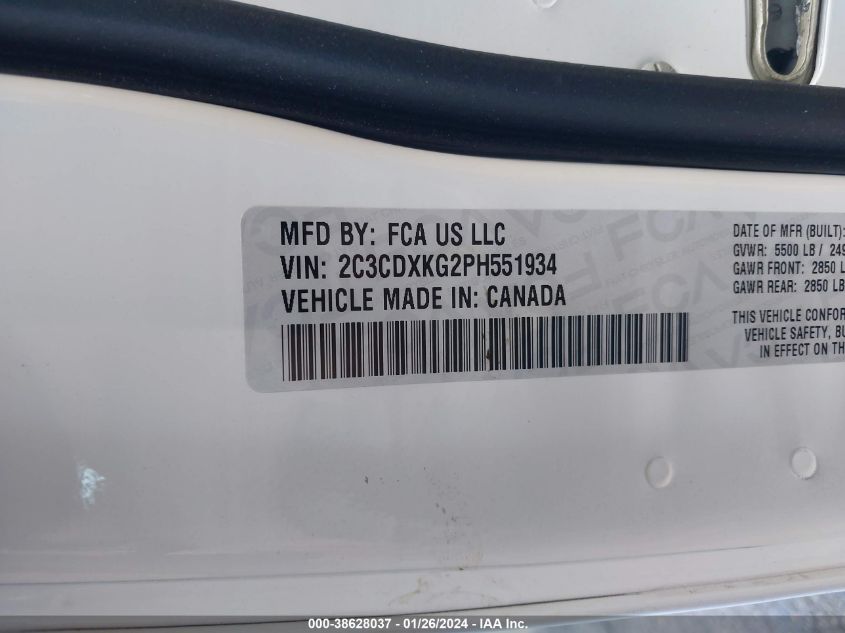 MFD BY: FCA US LLC
VIN: 2C3CDXKG2PH551934
VEHICLE MADE IN: CANADA
DATE OF MFR (BUILT):
GVWR: 5500 LB / 249
GAWR FRONT: 2850 L
GAWR REAR: 2850 LB
THIS VEHICLE CONFOR
VEHICLE SAFETY, BU
IN EFFECT ON TH
000-38628037 - 01/26/2024 - IAA Inc.